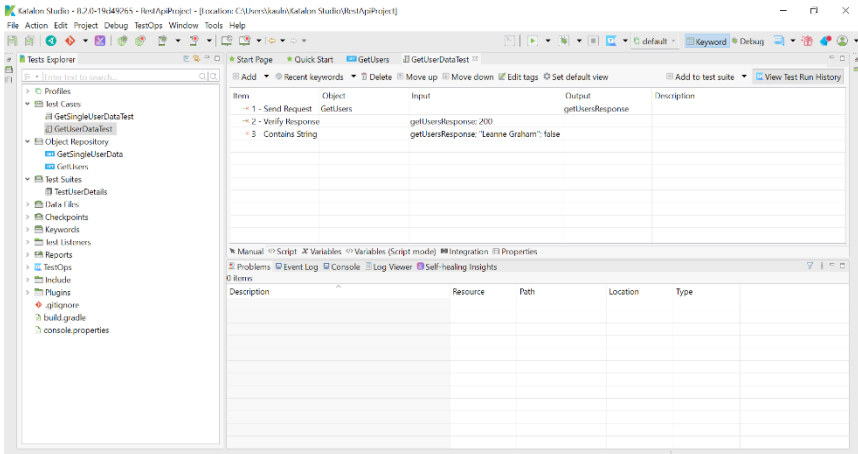 Katalon Studio - 8.2.0-19d49265 - RestApiProject - [Location: C:\Users\kauln\Katalon Studio\RestApiProject]
File Action Edit Project Debug TestOps Window Tools Help
default Keyword Debug
Tests Explorer
Enter text to search...
Profiles
Test Cases
GetSingleUserDataTest
GetUserDataTest
Object Repository
GetSingleUserData
GetUsers
Test Suites
TestUserDetails
Data Files
Checkpoints
Keywords
Test Listeners
Reports
TestOps
Include
Plugins
.gitignore
build.gradle
console.properties
Start Page Quick Start GetUsers GetUserDataTest
Add Recent keywords Delete Move up Move down Edit tags Set default view Add to test suite View Test Run History
Item Object Input Output Description
1 - Send Request GetUsers getUsersResponse
2 - Verify Response getUsersResponse; 200
3 Contains String getUsersResponse; "Leanne Graham"; false
Manual Script Variables Variables (Script mode) Integration Properties
Problems Event Log Console Log Viewer Self-healing Insights
0 items
Description Resource Path Location Type